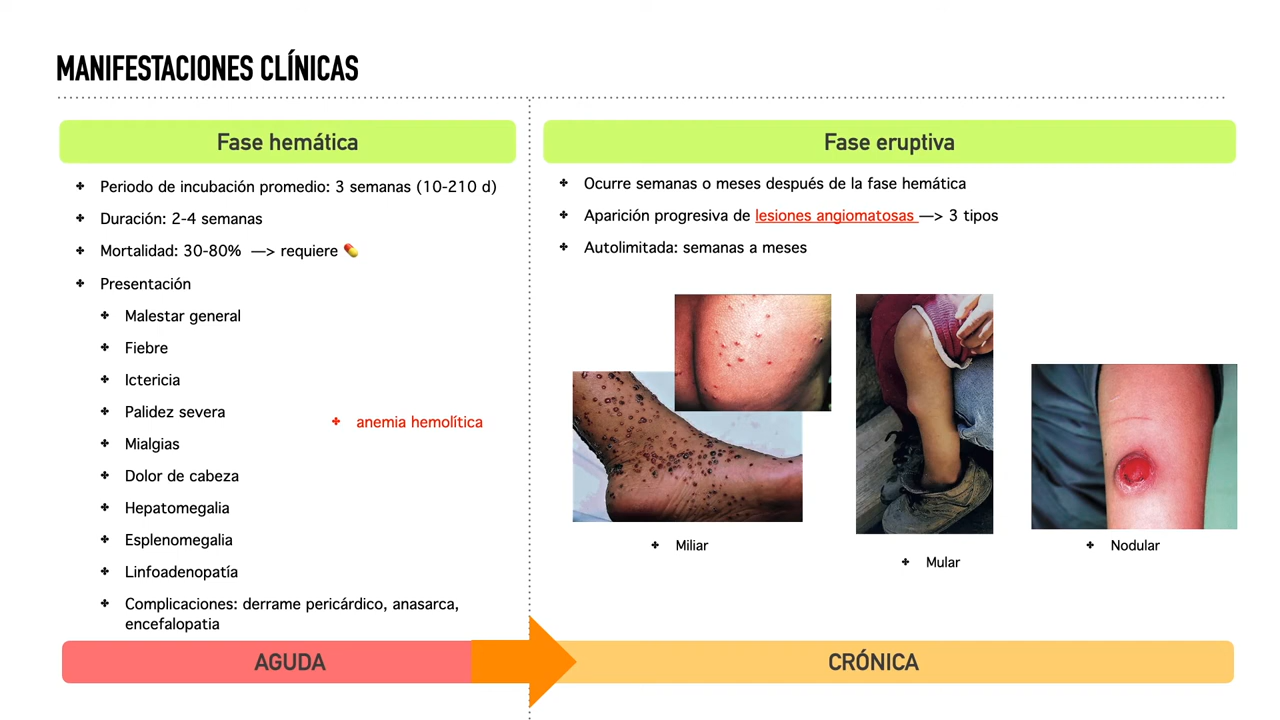 MANIFESTACIONES CLÍNICAS
Fase hemática
Periodo de incubación promedio: 3 semanas (10-210 d)
Duración: 2-4 semanas
Mortalidad: 30-80% —> requiere 💊
Presentación
Malestar general
Fiebre
Ictericia
Palidez severa
anemia hemolítica
Mialgias
Dolor de cabeza
Hepatomegalia
Esplenomegalia
Linfoadenopatía
Complicaciones: derrame pericárdico, anasarca,
encefalopatia
AGUDA
Fase eruptiva
Ocurre semanas o meses después de la fase hemática
Aparición progresiva de lesiones angiomatosas —> 3 tipos
Autolimitada: semanas a meses
Miliar
Mular
Nodular
CRÓNICA